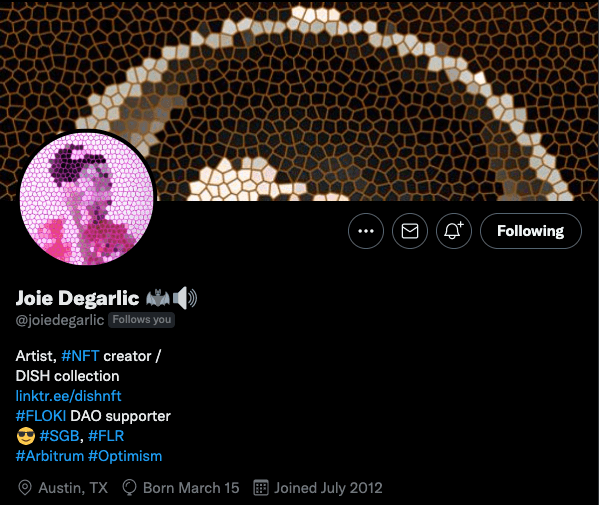 Following
Joie Degarlic 🦇🔊
@joiedegarlic Follows you
Artist, #NFT creator /
DISH collection
linktr.ee/dishnft
#FLOKI DAO supporter
😎 #SGB, #FLR
#Arbitrum #Optimism
Austin, TX Born March 15 Joined July 2012